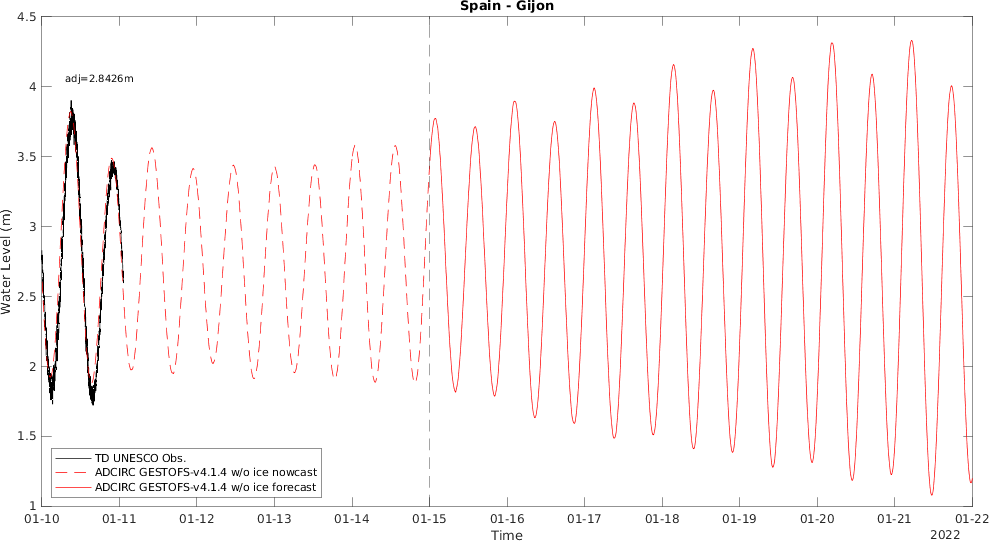 Spain - Gijon
adj=2.8426m
4.5
4
3.5
3
2.5
2
1.5
1
Water Level (m)
TD UNESCO Obs.
ADCIRC GESTOFS-v4.1.4 w/o ice nowcast
ADCIRC GESTOFS-v4.1.4 w/o ice forecast
01-10 01-11 01-12 01-13 01-14 01-15 01-16 01-17 01-18 01-19 01-20 01-21 01-22
Time
2022